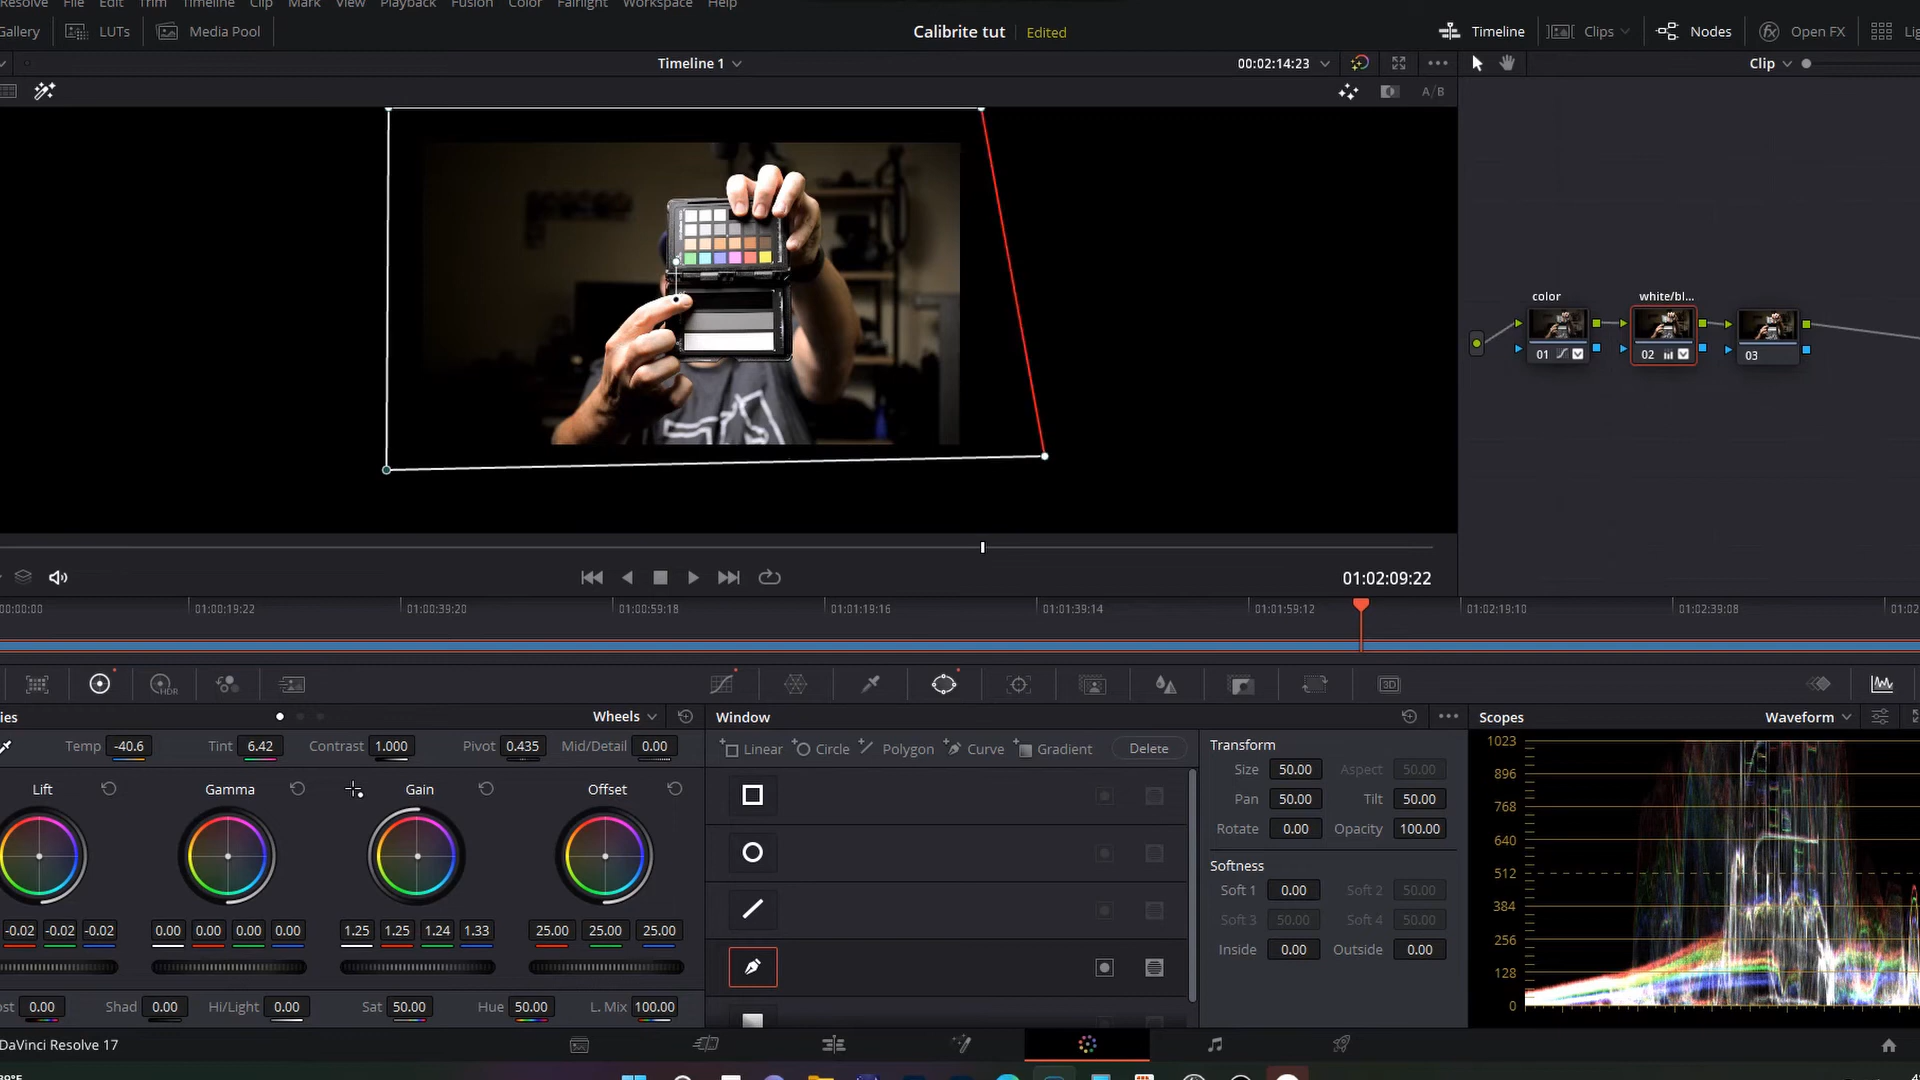 Resolve File Edit Trim Timeline Clip Mark View Playback Fusion Color Fairlight Workspace Help
Gallery LUTs Media Pool Calibrite tut Edited Timeline Clips Nodes Open FX Lig
Timeline 1 00:02:14:23 Clip
A/B
color white/bl...
01 02 03
01:02:09:22
00:00:00 01:00:19:22 01:00:39:20 01:00:59:18 01:01:19:16 01:01:39:14 01:01:59:12 01:02:19:10 01:02:39:08 01:02
HDR 3D
ies Wheels Window Scopes Waveform
Temp -40.6 Tint 6.42 Contrast 1.000 Pivot 0.435 Mid/Detail 0.00
Linear Circle Polygon Curve Gradient Delete
Transform
Size 50.00 Aspect 50.00
Pan 50.00 Tilt 50.00
Rotate 0.00 Opacity 100.00
Softness
Soft 1 0.00 Soft 2 50.00
Soft 3 50.00 Soft 4 50.00
Inside 0.00 Outside 0.00
Lift Gamma Gain Offset
-0.02 -0.02 -0.02 0.00 0.00 0.00 0.00 1.25 1.25 1.24 1.33 25.00 25.00 25.00
ost 0.00 Shad 0.00 Hi/Light 0.00 Sat 50.00 Hue 50.00 L. Mix 100.00
1023
896
768
640
512
384
256
128
0
DaVinci Resolve 17